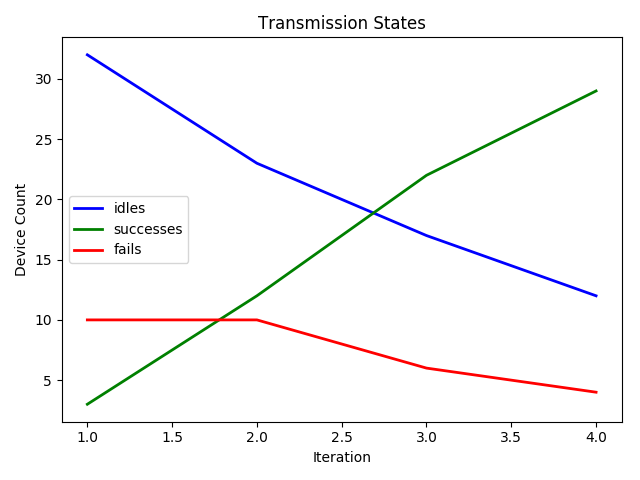 Transmission States
Device Count
30
25
20
15
10
5
idles
successes
fails
1.0 1.5 2.0 2.5 3.0 3.5 4.0
Iteration